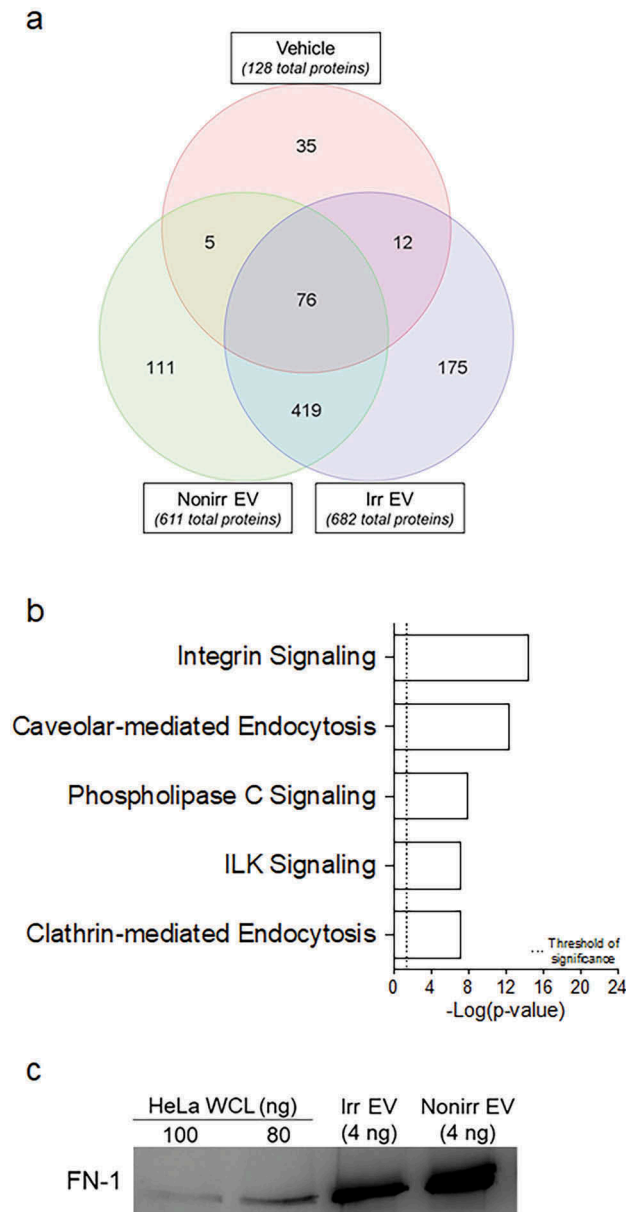 a
Vehicle
(128 total proteins)
35
5
12
76
111
175
419
Nonirr EV
(611 total proteins)
Irr EV
(682 total proteins)
b
Integrin Signaling
Caveolar-mediated Endocytosis
Phospholipase C Signaling
ILK Signaling
Clathrin-mediated Endocytosis
... Threshold of
significance
0 4 8 12 16 20 24
-Log(p-value)
c
HeLa WCL (ng)
100 80
Irr EV
(4 ng)
Nonirr EV
(4 ng)
FN-1